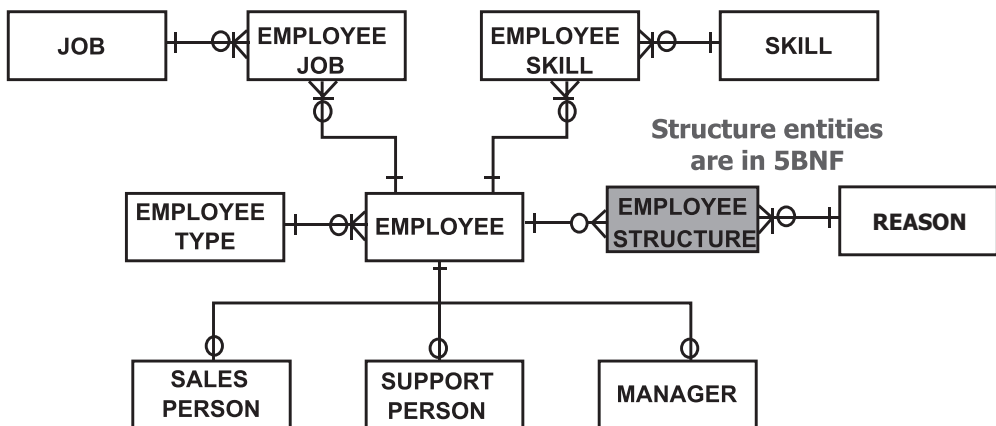 JOB
EMPLOYEE
JOB
EMPLOYEE
SKILL
SKILL
Structure entities
are in 5BNF
EMPLOYEE
TYPE
EMPLOYEE
EMPLOYEE
STRUCTURE
REASON
SALES
PERSON
SUPPORT
PERSON
MANAGER